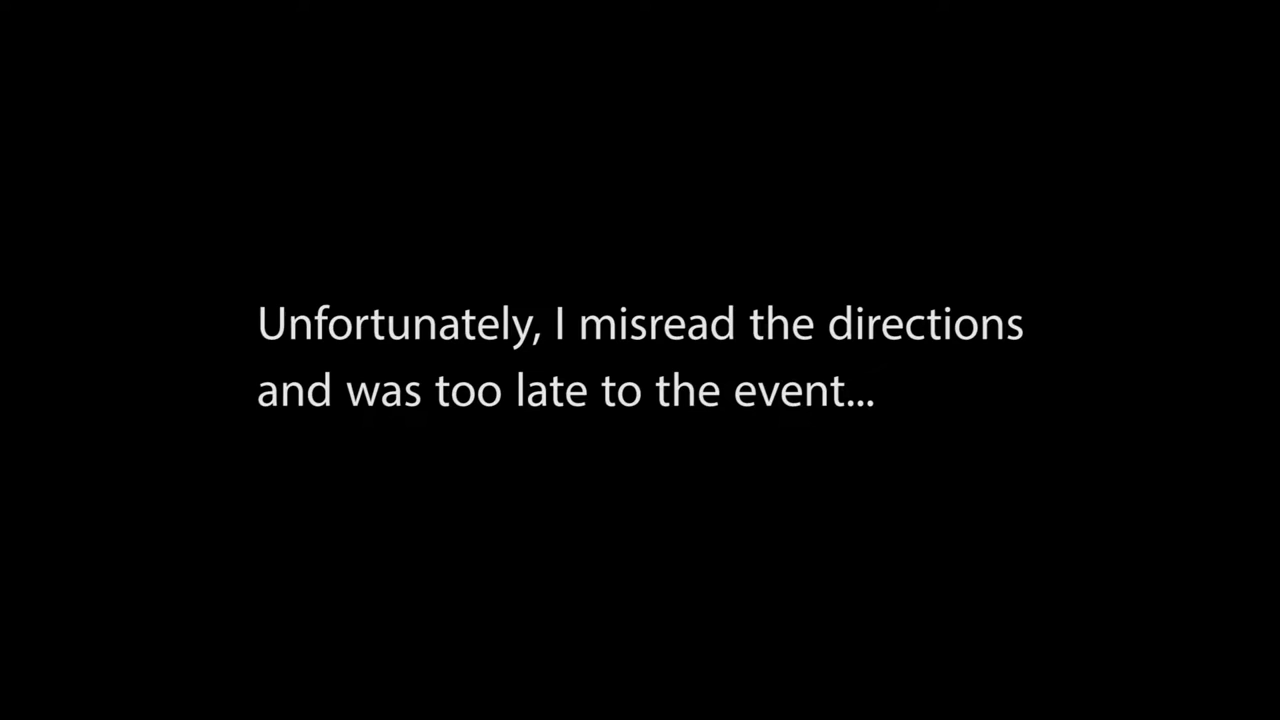 Unfortunately, I misread the directions
and was too late to the event...